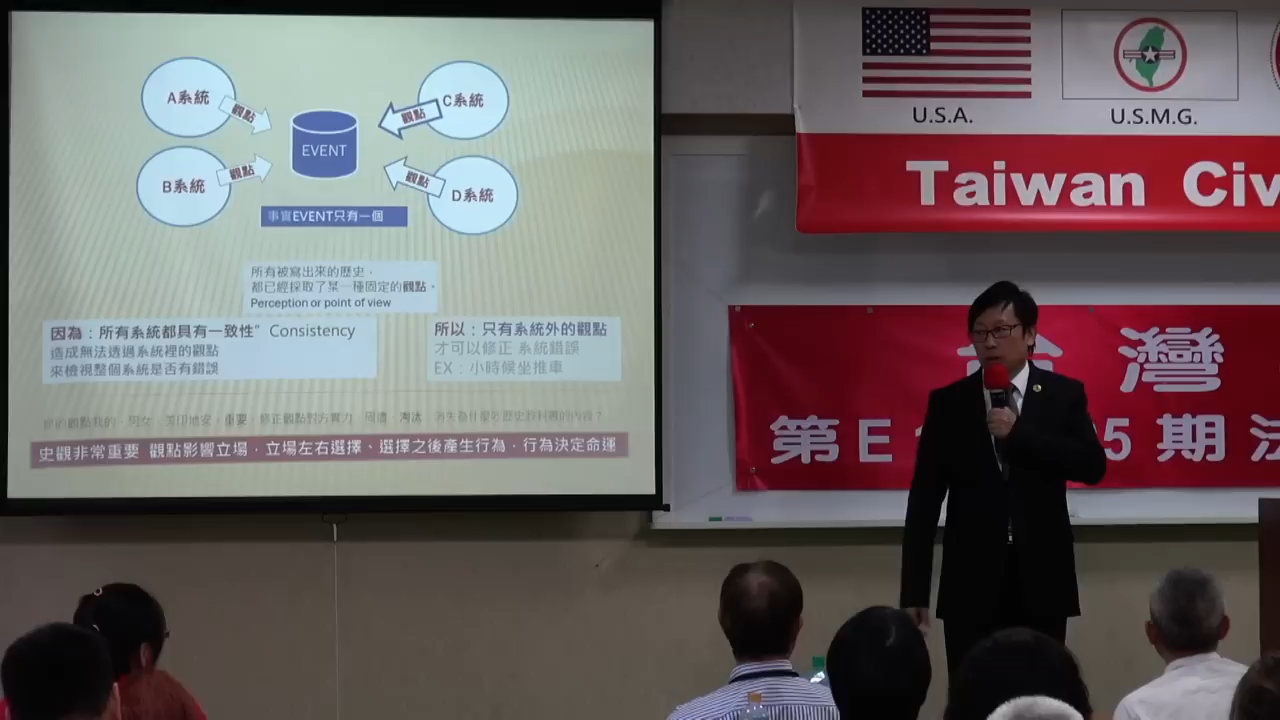 A系統
觀點
C系統
觀點
EVENT
B系統
觀點
D系統
觀點
事實EVENT只有一個
所有被寫出來的歷史，
都已經採取了某一種固定的觀點。
Perception or point of view
因為：所有系統都具有一致性" Consistency
造成無法透過系統裡的觀點
來檢視整個系統是否有錯誤
所以：只有系統外的觀點
才可以修正 系統錯誤
EX：小時候坐推車
史觀非常重要 觀點影響立場，立場左右選擇、選擇之後產生行為，行為決定命運
U.S.A.
U.S.M.G.
Taiwan Civ
灣
第E 5期